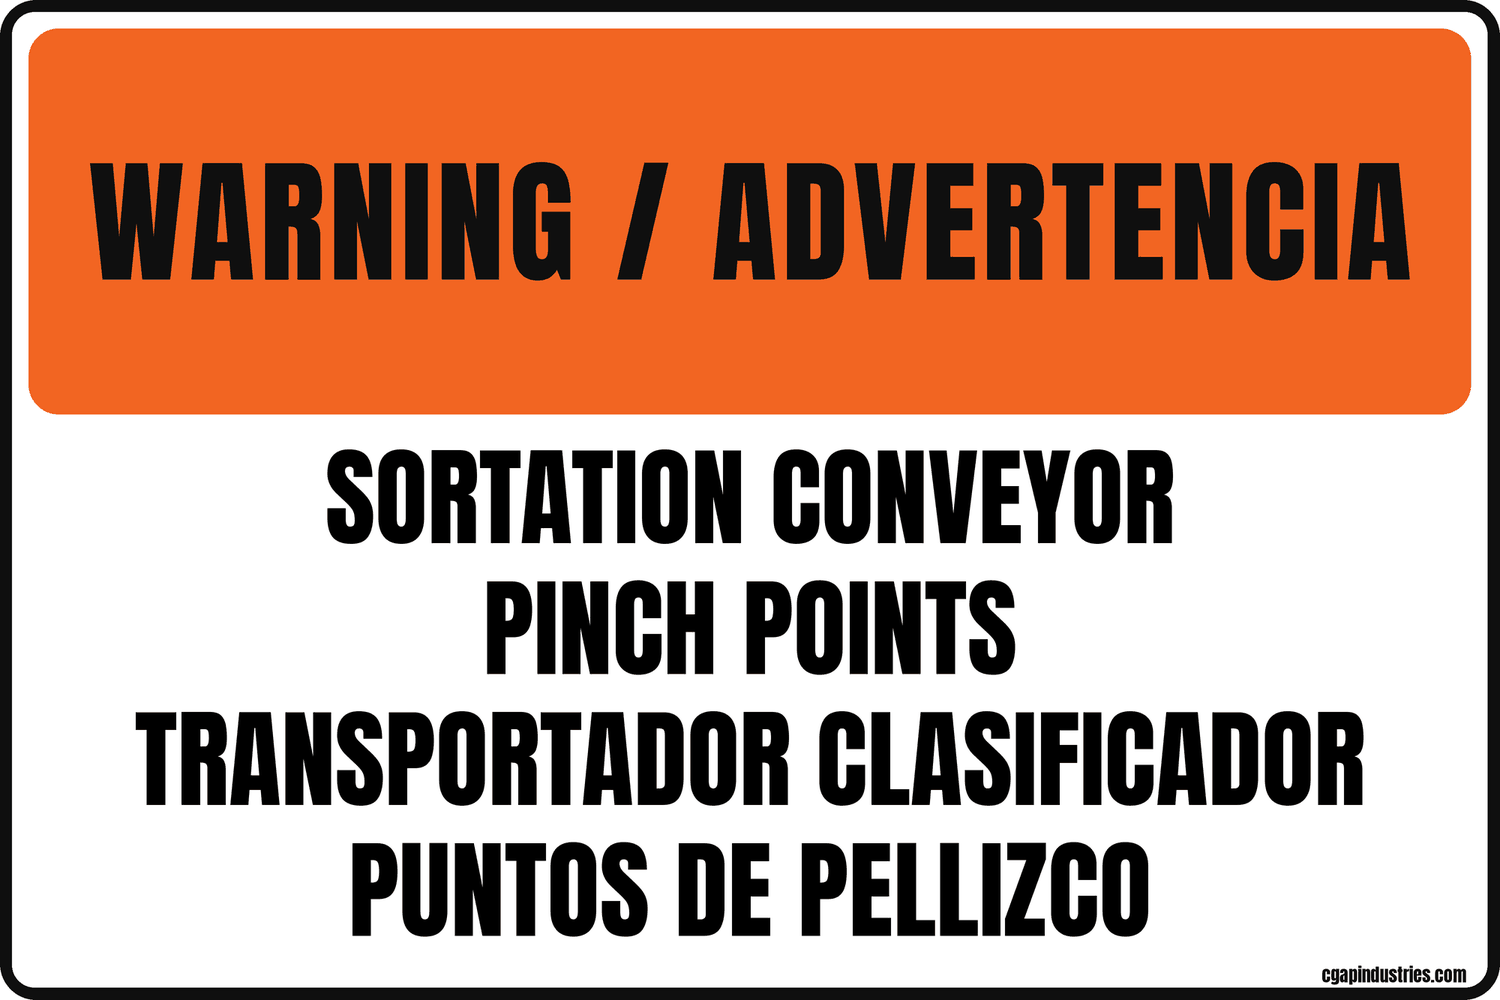 WARNING / ADVERTENCIA
SORTATION CONVEYOR
PINCH POINTS
TRANSPORTADOR CLASIFICADOR
PUNTOS DE PELLIZCO
cgapindustries.com